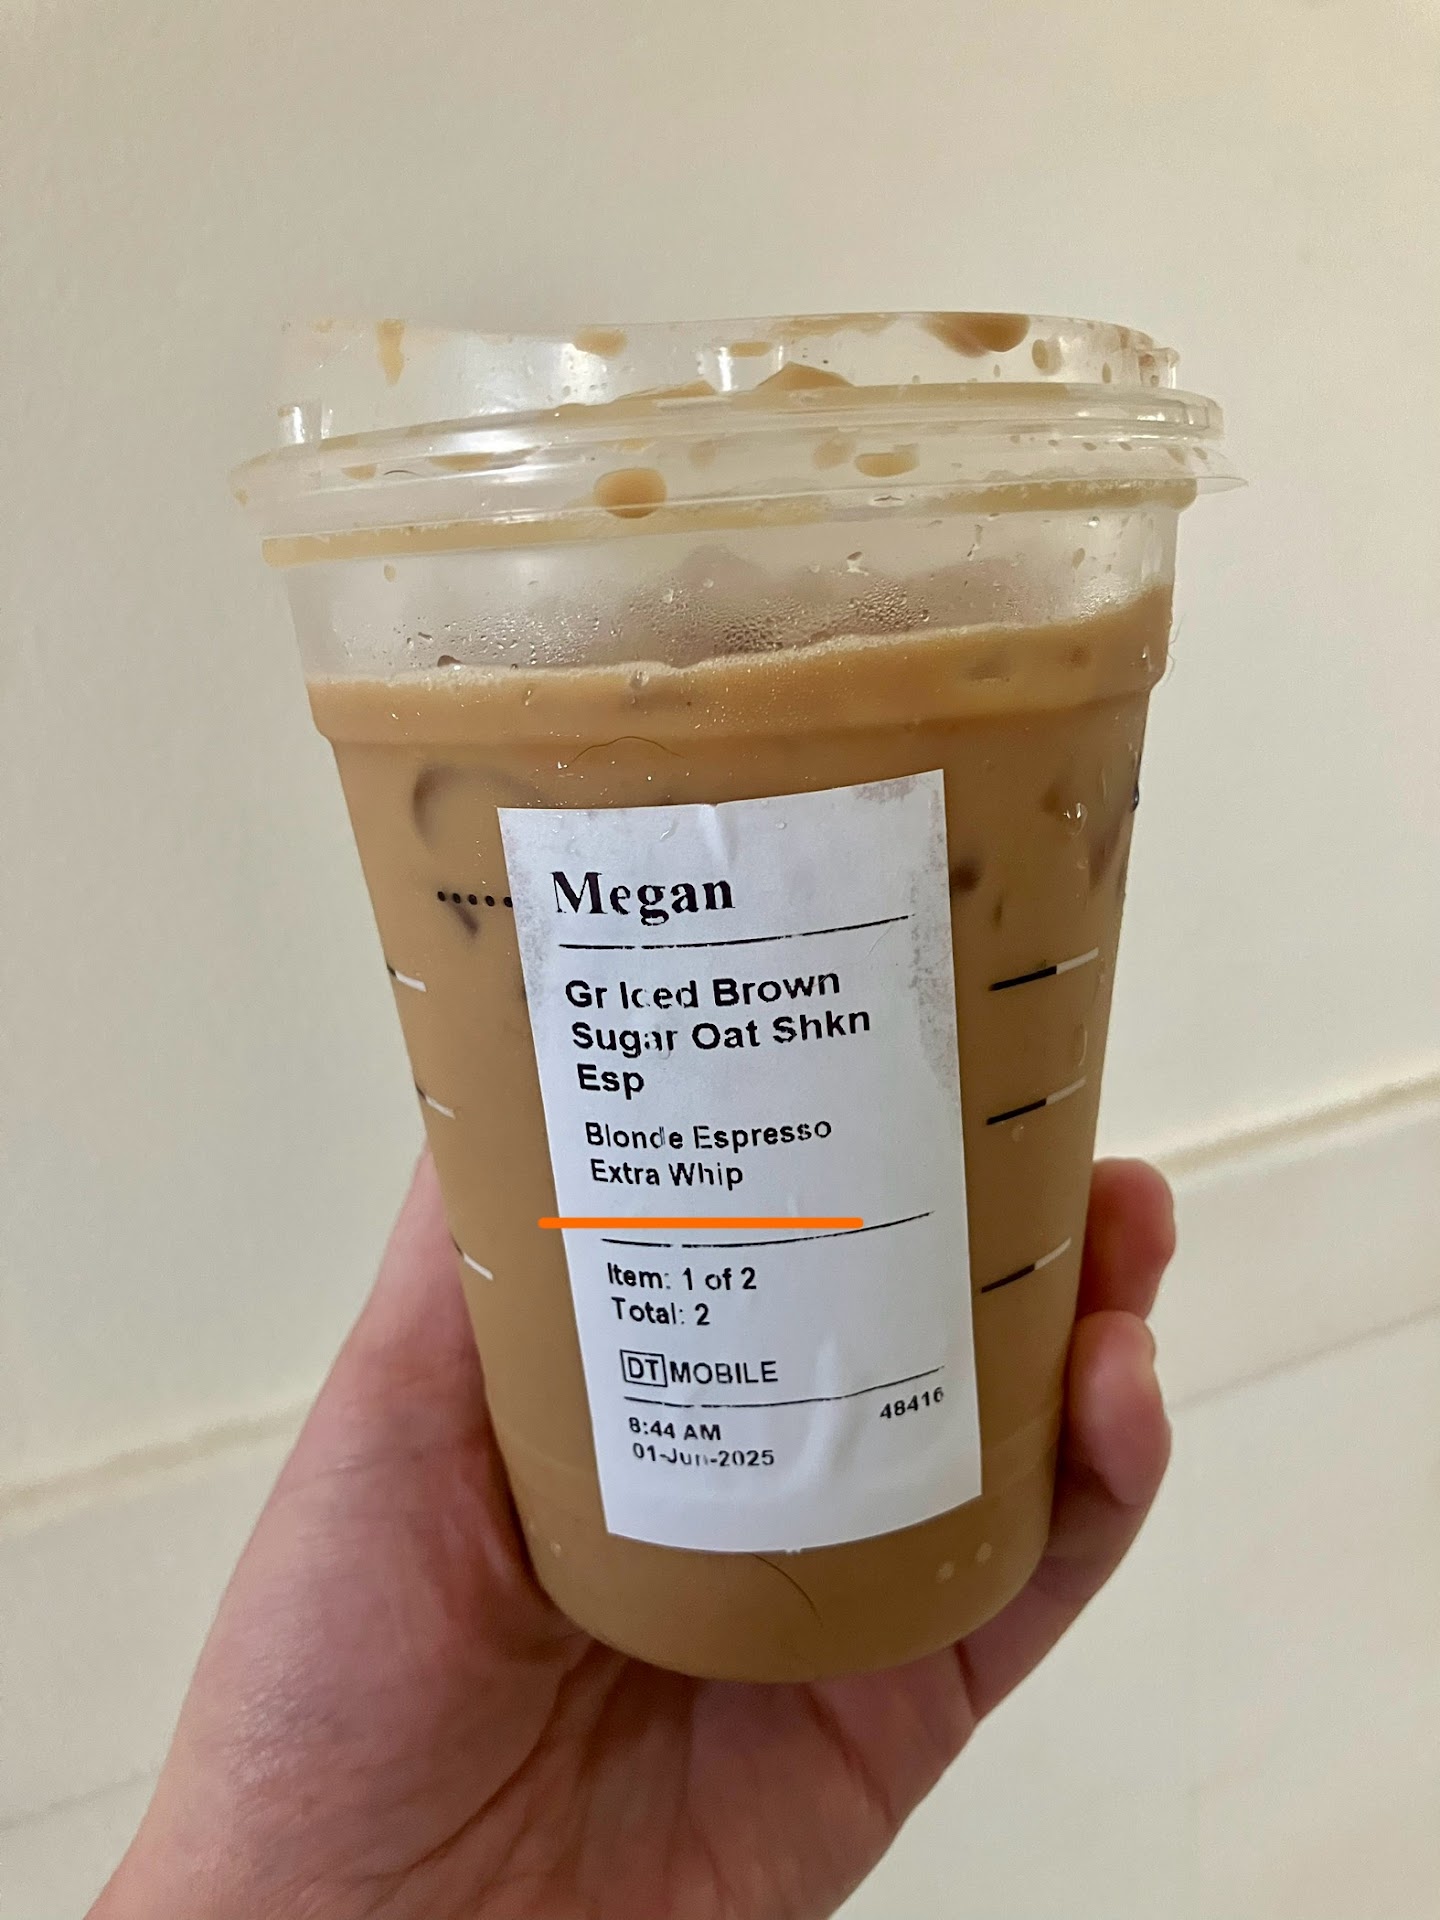 Megan
Gr Iced Brown
Sugar Oat Shkn
Esp
Blonde Espresso
Extra Whip
Item: 1 of 2
Total: 2
DT MOBILE
48416
8:44 AM
01-Jun-2025